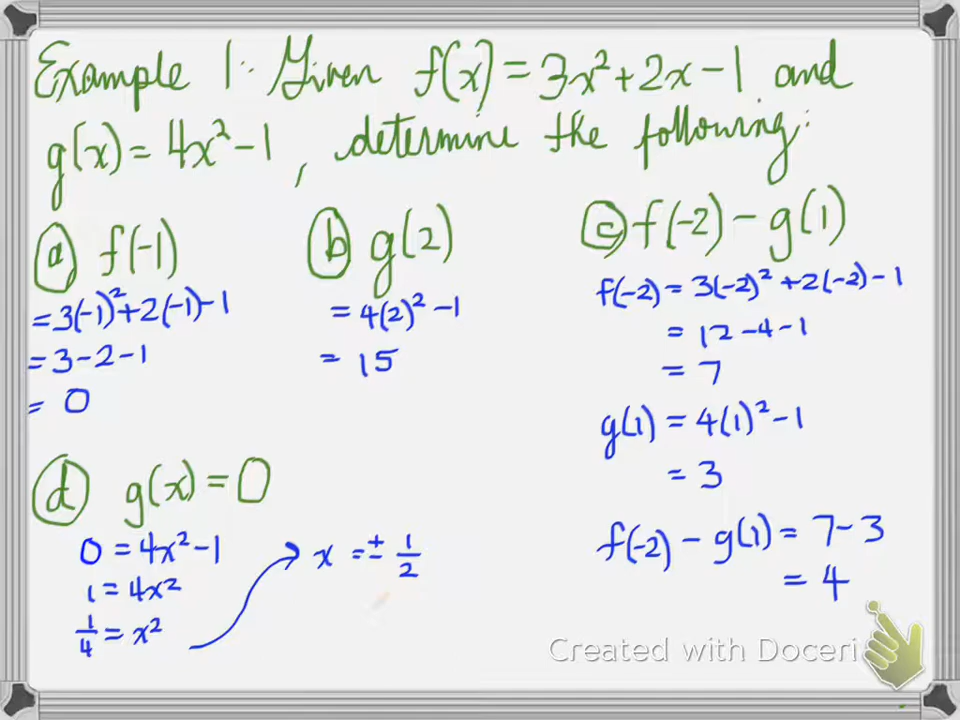 Example 1: Given f(x) = 3x² + 2x - 1 and
g(x) = 4x² - 1, determine the following:
(a) f(-1)
= 3(-1)² + 2(-1) - 1
= 3 - 2 - 1
= 0
(b) g(2)
= 4(2)² - 1
= 15
(c) f(-2) - g(1)
f(-2) = 3(-2)² + 2(-2) - 1
= 12 - 4 - 1
= 7
g(1) = 4(1)² - 1
= 3
f(-2) - g(1) = 7 - 3
= 4
(d) g(x) = 0
0 = 4x² - 1
1 = 4x²
1/4 = x²
x = ± 1/2
Created with Doceri